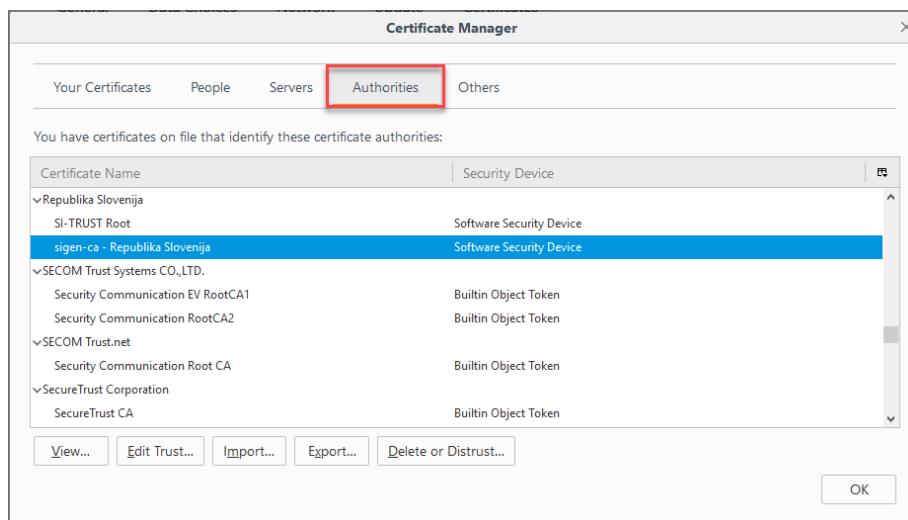 Certificate Manager
Your Certificates People Servers Authorities Others
You have certificates on file that identify these certificate authorities:
Certificate Name Security Device
Republika Slovenija
SI-TRUST Root Software Security Device
sigen-ca - Republika Slovenija Software Security Device
SECOM Trust Systems CO.,LTD.
Security Communication EV RootCA1 Builtin Object Token
Security Communication RootCA2 Builtin Object Token
SECOM Trust.net
Security Communication Root CA Builtin Object Token
SecureTrust Corporation
SecureTrust CA Builtin Object Token
View... Edit Trust... Import... Export... Delete or Distrust...
OK